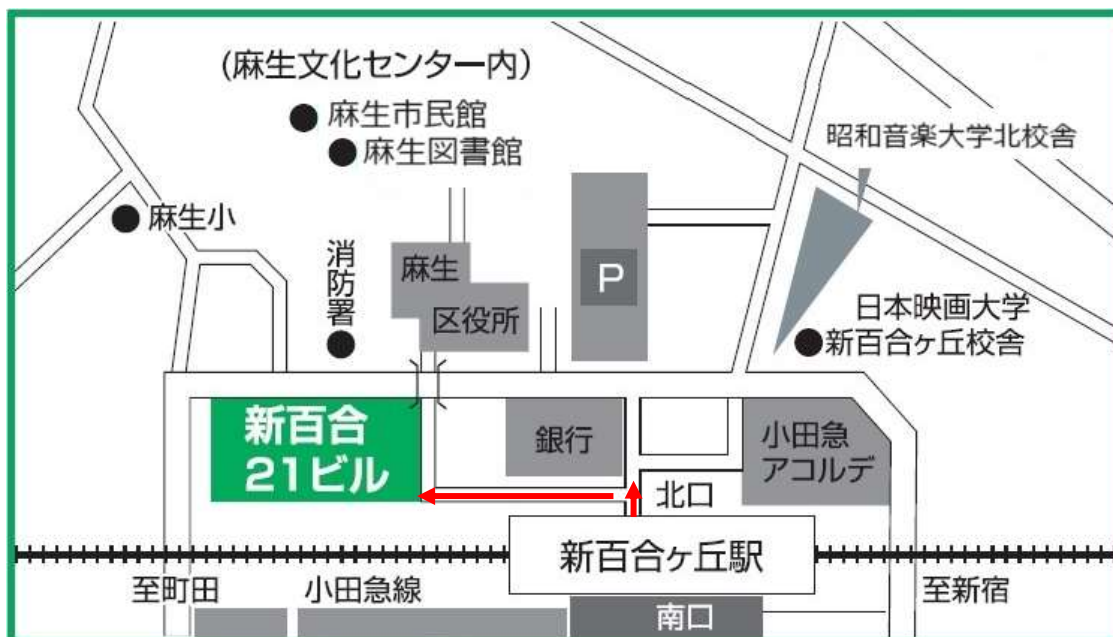 (麻生文化センター内)
麻生市民館
麻生図書館
昭和音楽大学北校舎
麻生小
消防署
麻生
区役所
P
日本映画大学
新百合ヶ丘校舎
新百合
21ビル
銀行
小田急
アコルデ
北口
新百合ヶ丘駅
至町田
小田急線
至新宿
南口